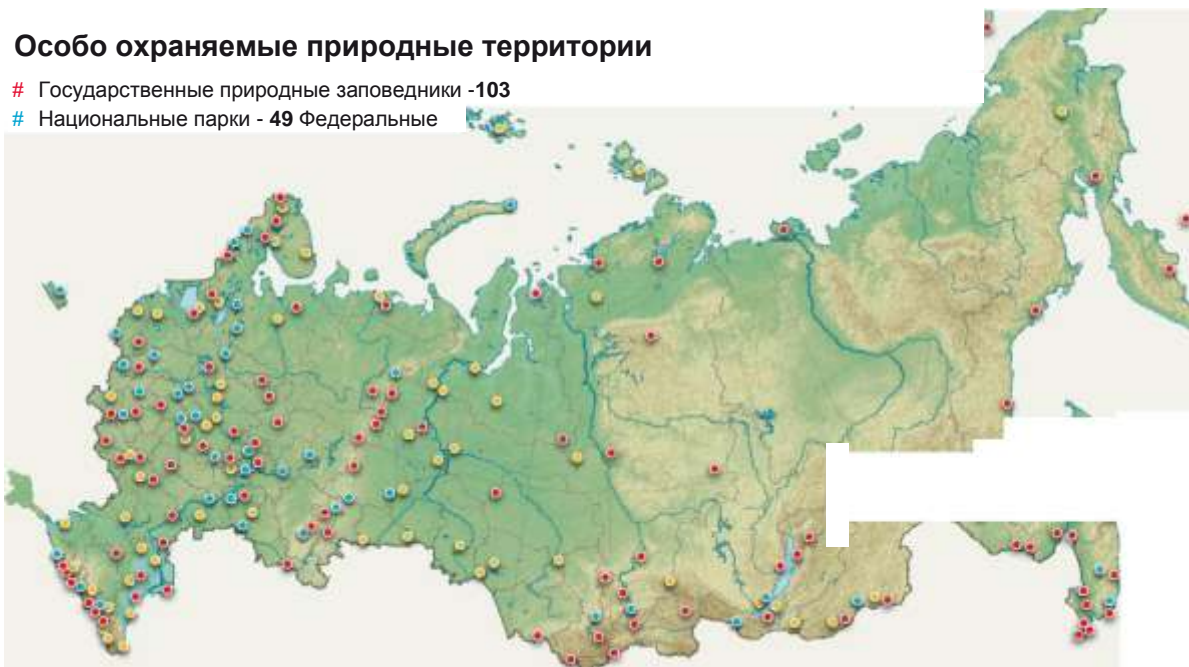 Особо охраняемые природные территории
# Государственные природные заповедники -103
# Национальные парки - 49 Федеральные